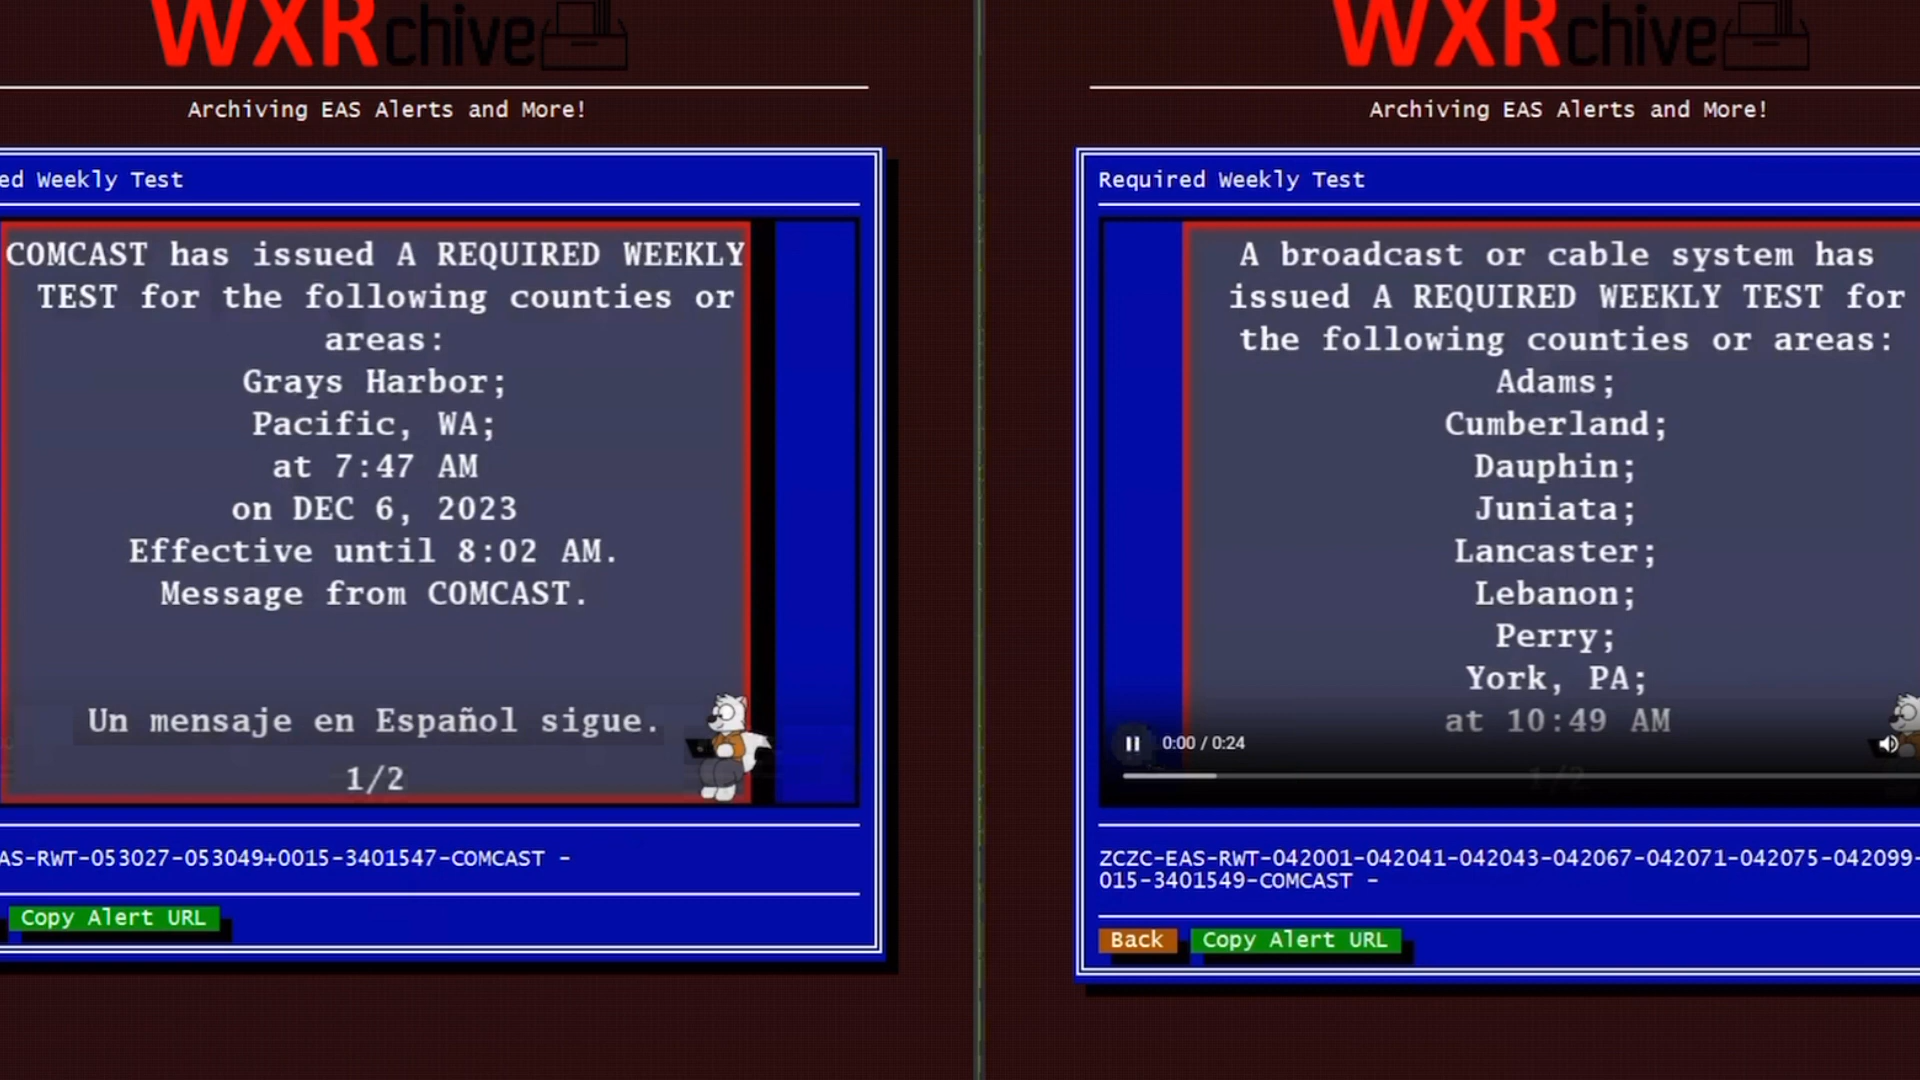 WXRchive
Archiving EAS Alerts and More!
ed Weekly Test
COMCAST has issued A REQUIRED WEEKLY
TEST for the following counties or
areas:
Grays Harbor;
Pacific, WA;
at 7:47 AM
on DEC 6, 2023
Effective until 8:02 AM.
Message from COMCAST.
Un mensaje en Español sigue.
1/2
AS-RWT-053027-053049+0015-3401547-COMCAST -
Copy Alert URL
WXRchive
Archiving EAS Alerts and More!
Required Weekly Test
A broadcast or cable system has
issued A REQUIRED WEEKLY TEST for
the following counties or areas:
Adams;
Cumberland;
Dauphin;
Juniata;
Lancaster;
Lebanon;
Perry;
York, PA;
at 10:49 AM
0:00 / 0:24
1/2
ZCZC-EAS-RWT-042001-042041-042043-042067-042071-042075-042099-
015-3401549-COMCAST -
Back
Copy Alert URL